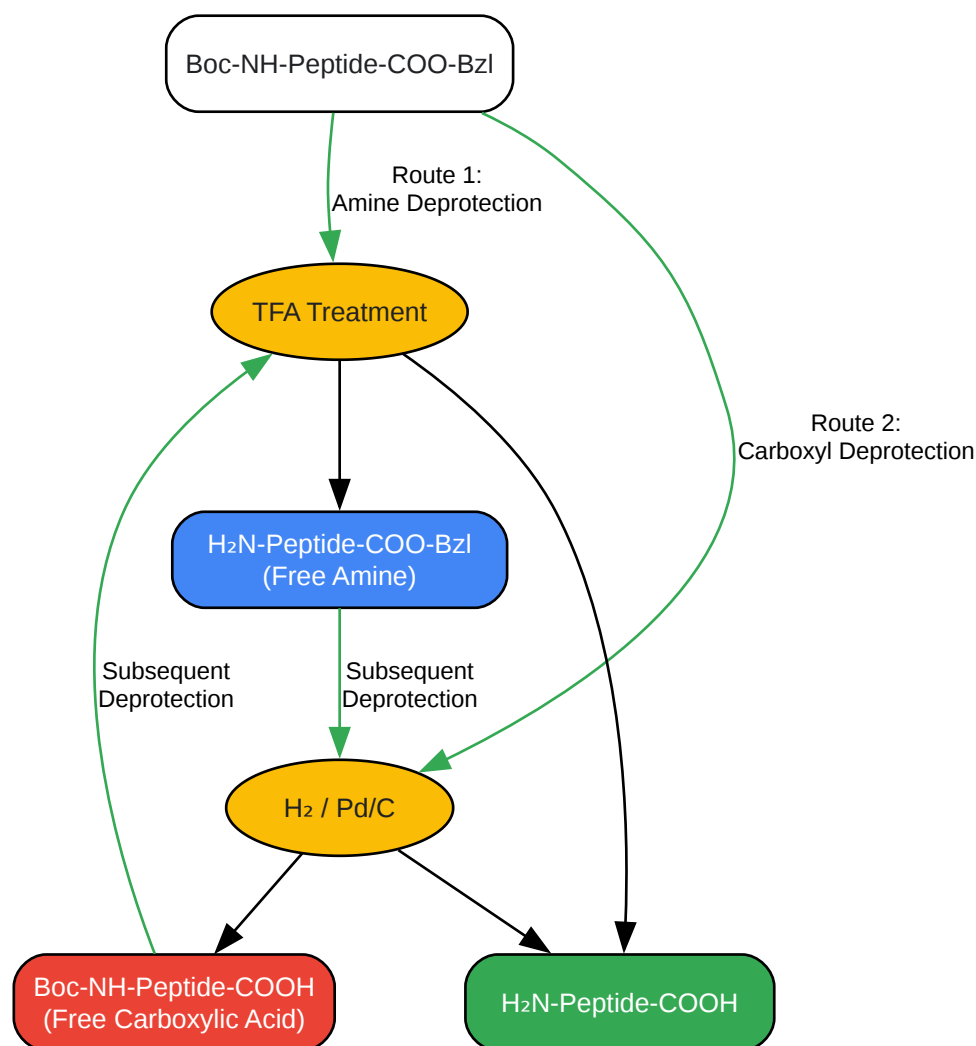 Boc-NH-Peptide-COO-Bzl
Route 1:
Amine Deprotection
TFA Treatment
Route 2:
Carboxyl Deprotection
H₂N-Peptide-COO-Bzl
(Free Amine)
Subsequent
Deprotection
Subsequent
Deprotection
H₂ / Pd/C
Boc-NH-Peptide-COOH
(Free Carboxylic Acid)
H₂N-Peptide-COOH